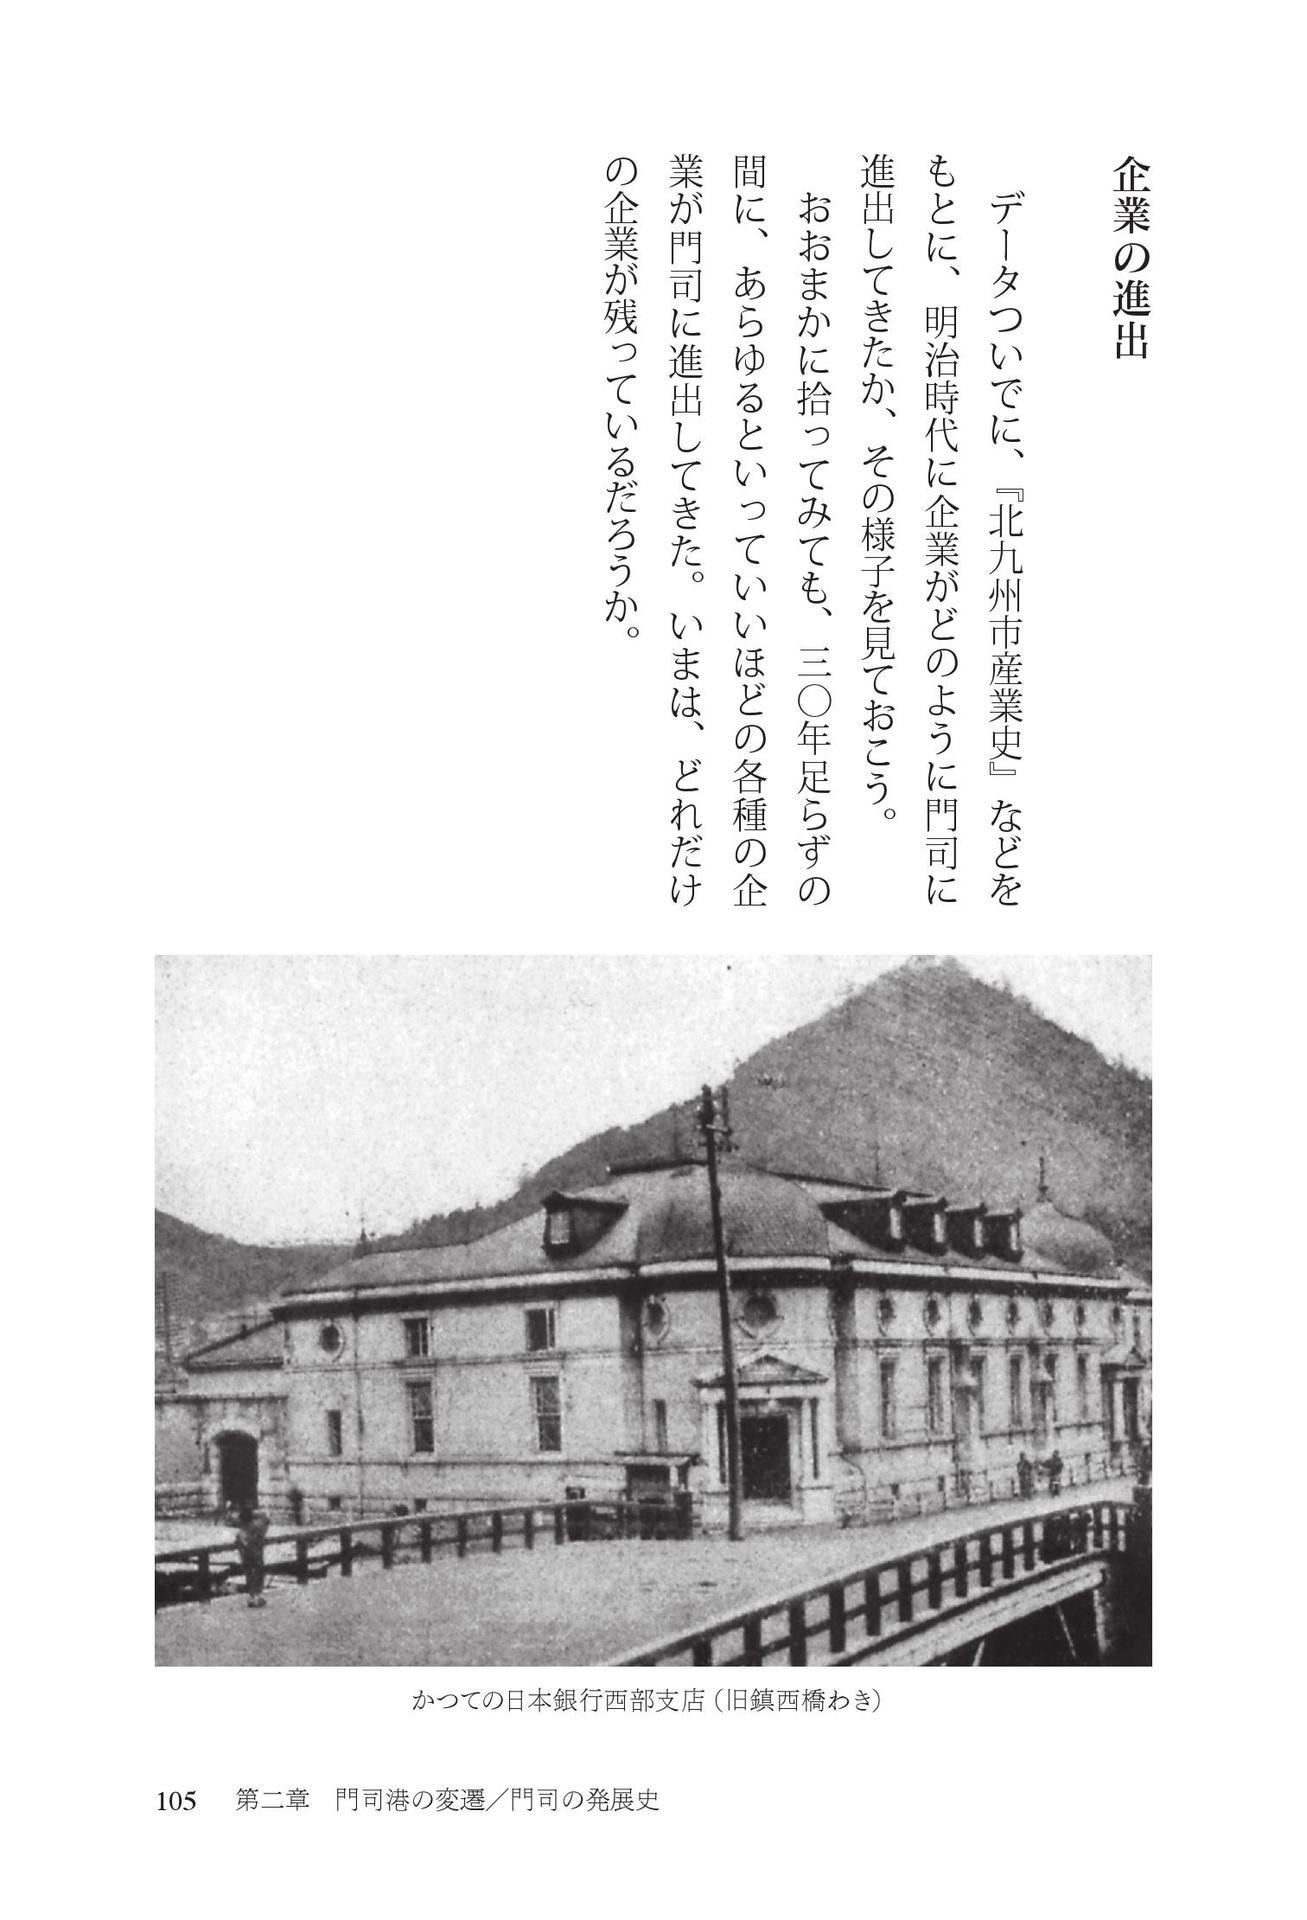 企業の進出
　データついでに、『北九州市産業史』などを
もとに、明治時代に企業がどのように門司に
進出してきたか、その様子を見ておこう。
　おおまかに拾ってみても、三〇年足らずの
間に、あらゆるといっていいほどの各種の企
業が門司に進出してきた。いまは、どれだけ
の企業が残っているだろうか。
かつての日本銀行西部支店（旧鎮西橋わき）
105　第二章　門司港の変遷／門司の発展史